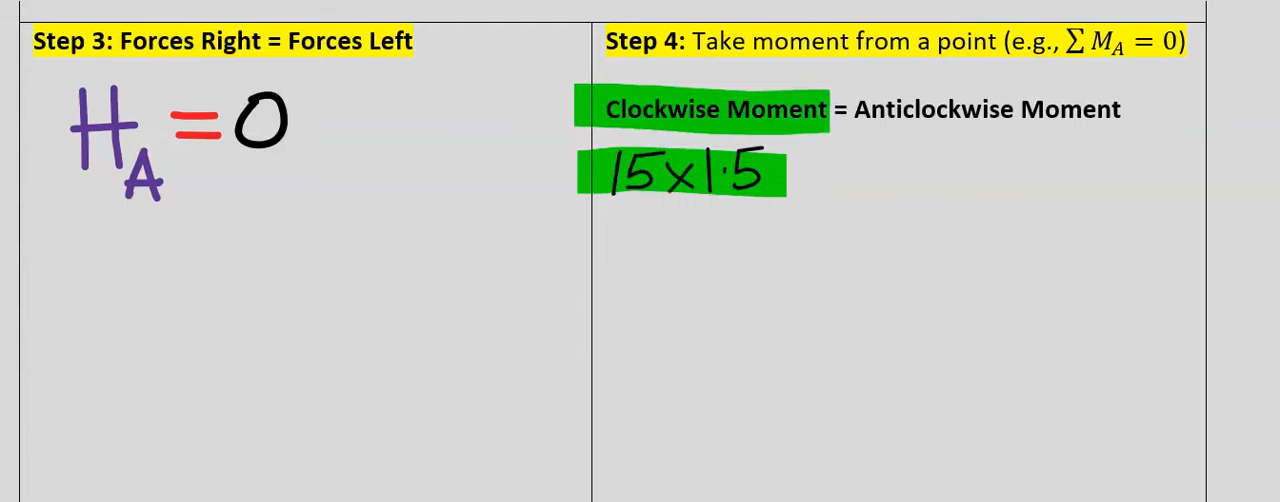 Step 3: Forces Right = Forces Left
H_A = 0
Step 4: Take moment from a point (e.g., ∑ M_A = 0)
Clockwise Moment = Anticlockwise Moment
15×1·5